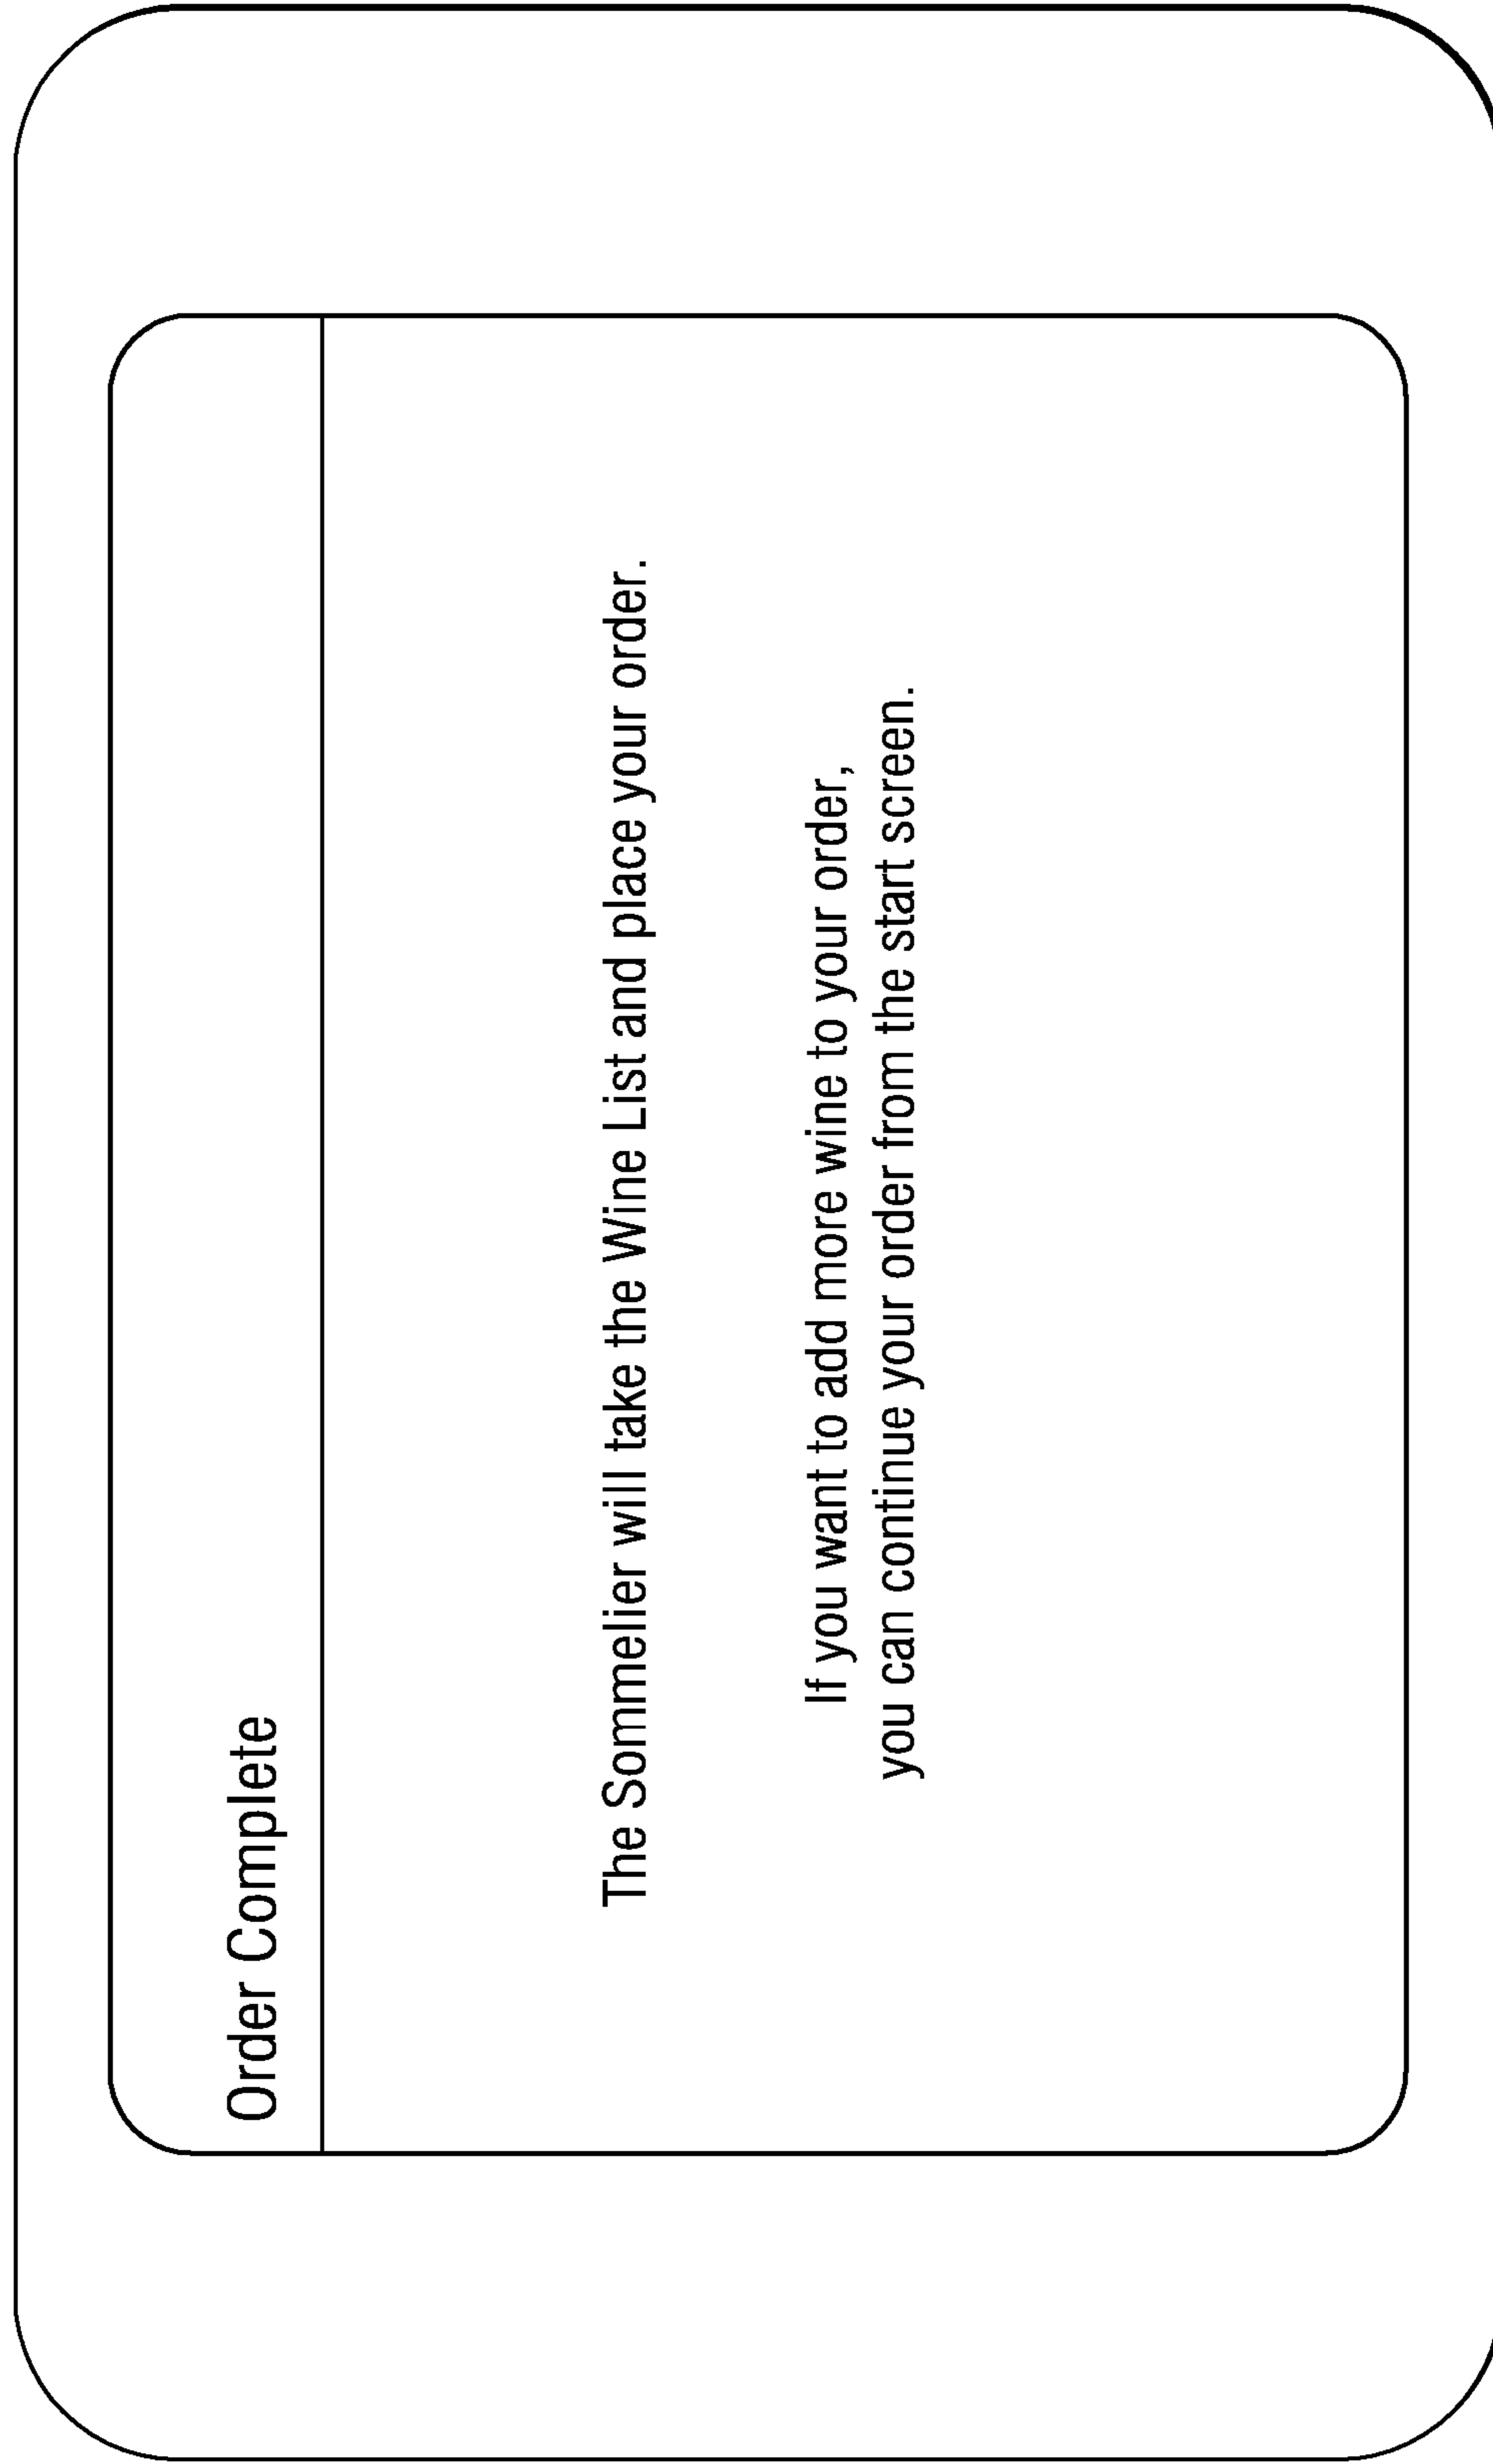 Order Complete
The Sommelier will take the Wine List and place your order.
If you want to add more wine to your order,
you can continue your order from the start screen.